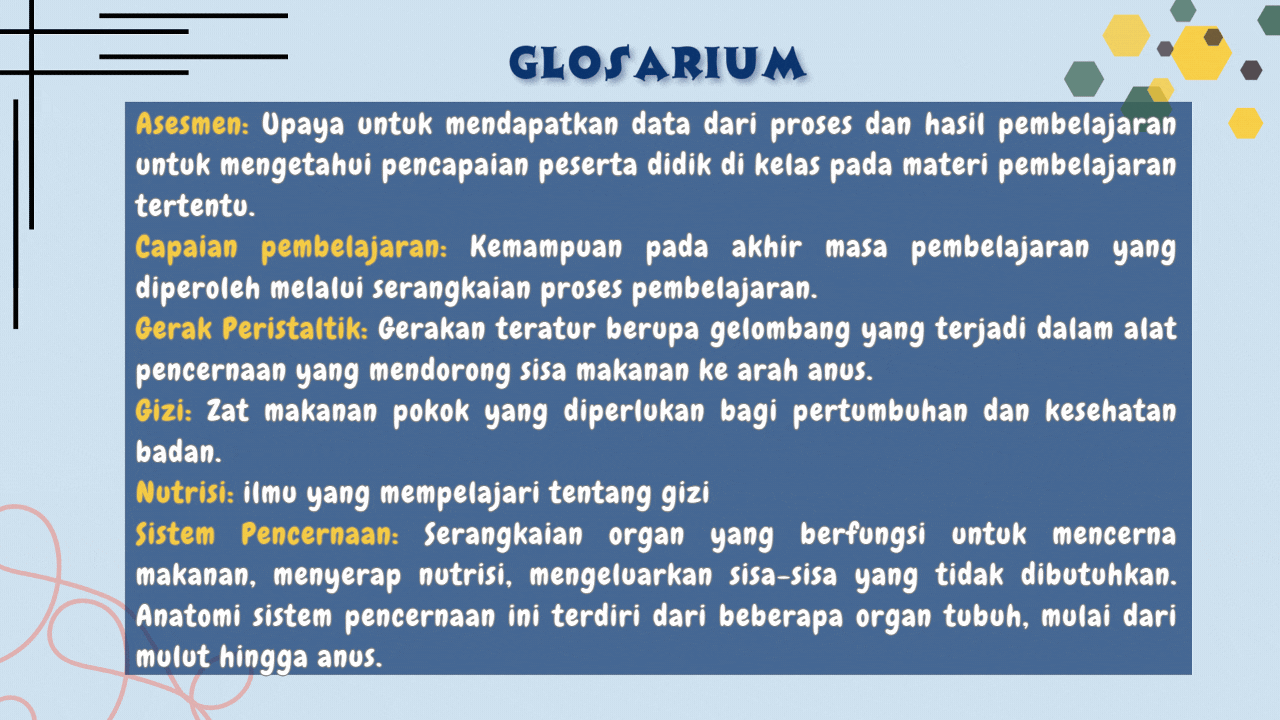 GLOSARIUM
Asesmen: Upaya untuk mendapatkan data dari proses dan hasil pembelajaran
untuk mengetahui pencapaian peserta didik di kelas pada materi pembelajaran
tertentu.
Capaian pembelajaran: Kemampuan pada akhir masa pembelajaran yang
diperoleh melalui serangkaian proses pembelajaran.
Gerak Peristaltik: Gerakan teratur berupa gelombang yang terjadi dalam alat
pencernaan yang mendorong sisa makanan ke arah anus.
Gizi: Zat makanan pokok yang diperlukan bagi pertumbuhan dan kesehatan
badan.
Nutrisi: ilmu yang mempelajari tentang gizi
Sistem Pencernaan: Serangkaian organ yang berfungsi untuk mencerna
makanan, menyerap nutrisi, mengeluarkan sisa-sisa yang tidak dibutuhkan.
Anatomi sistem pencernaan ini terdiri dari beberapa organ tubuh, mulai dari
mulut hingga anus.